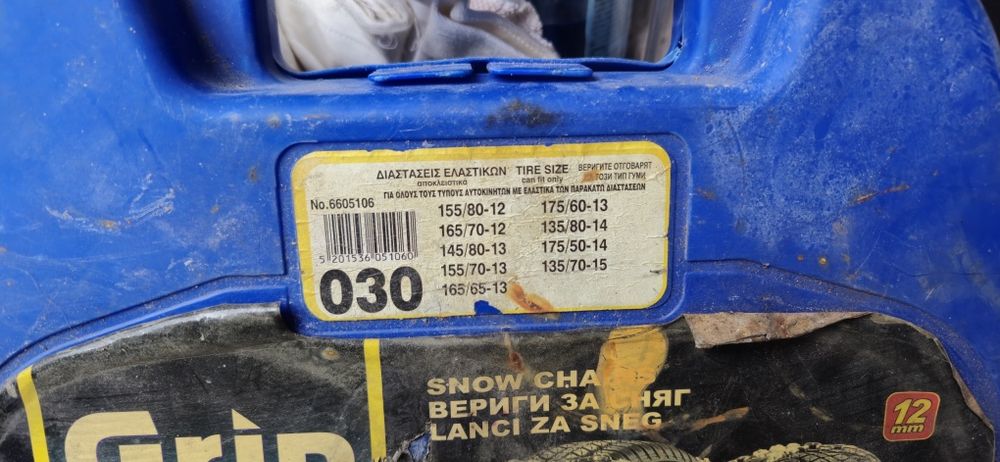 ΔΙΑΣΤΑΣΕΙΣ ΕΛΑΣΤΙΚΩΝ TIRE SIZE ВЕРИГИТЕ ОТГОВАРЯТ
αποκλειστικά can fit only ТОЗИ ТИП ГУМИ
ΓΙΑ ΟΛΟΥΣ ΤΟΥΣ ΤΥΠΟΥΣ ΑΥΤΟΚΙΝΗΤΩΝ ΜΕ ΕΛΑΣΤΙΚΑ ΤΩΝ ΠΑΡΑΚΑΤΩ ΔΙΑΣΤΑΣΕΩΝ
No.6605106
5 201536 051060
030
155/80-12
165/70-12
145/80-13
155/70-13
165/65-13
175/60-13
135/80-14
175/50-14
135/70-15
Grip
SNOW CHA
ВЕРИГИ ЗА СНЯГ
LANCI ZA SNEG
12
mm